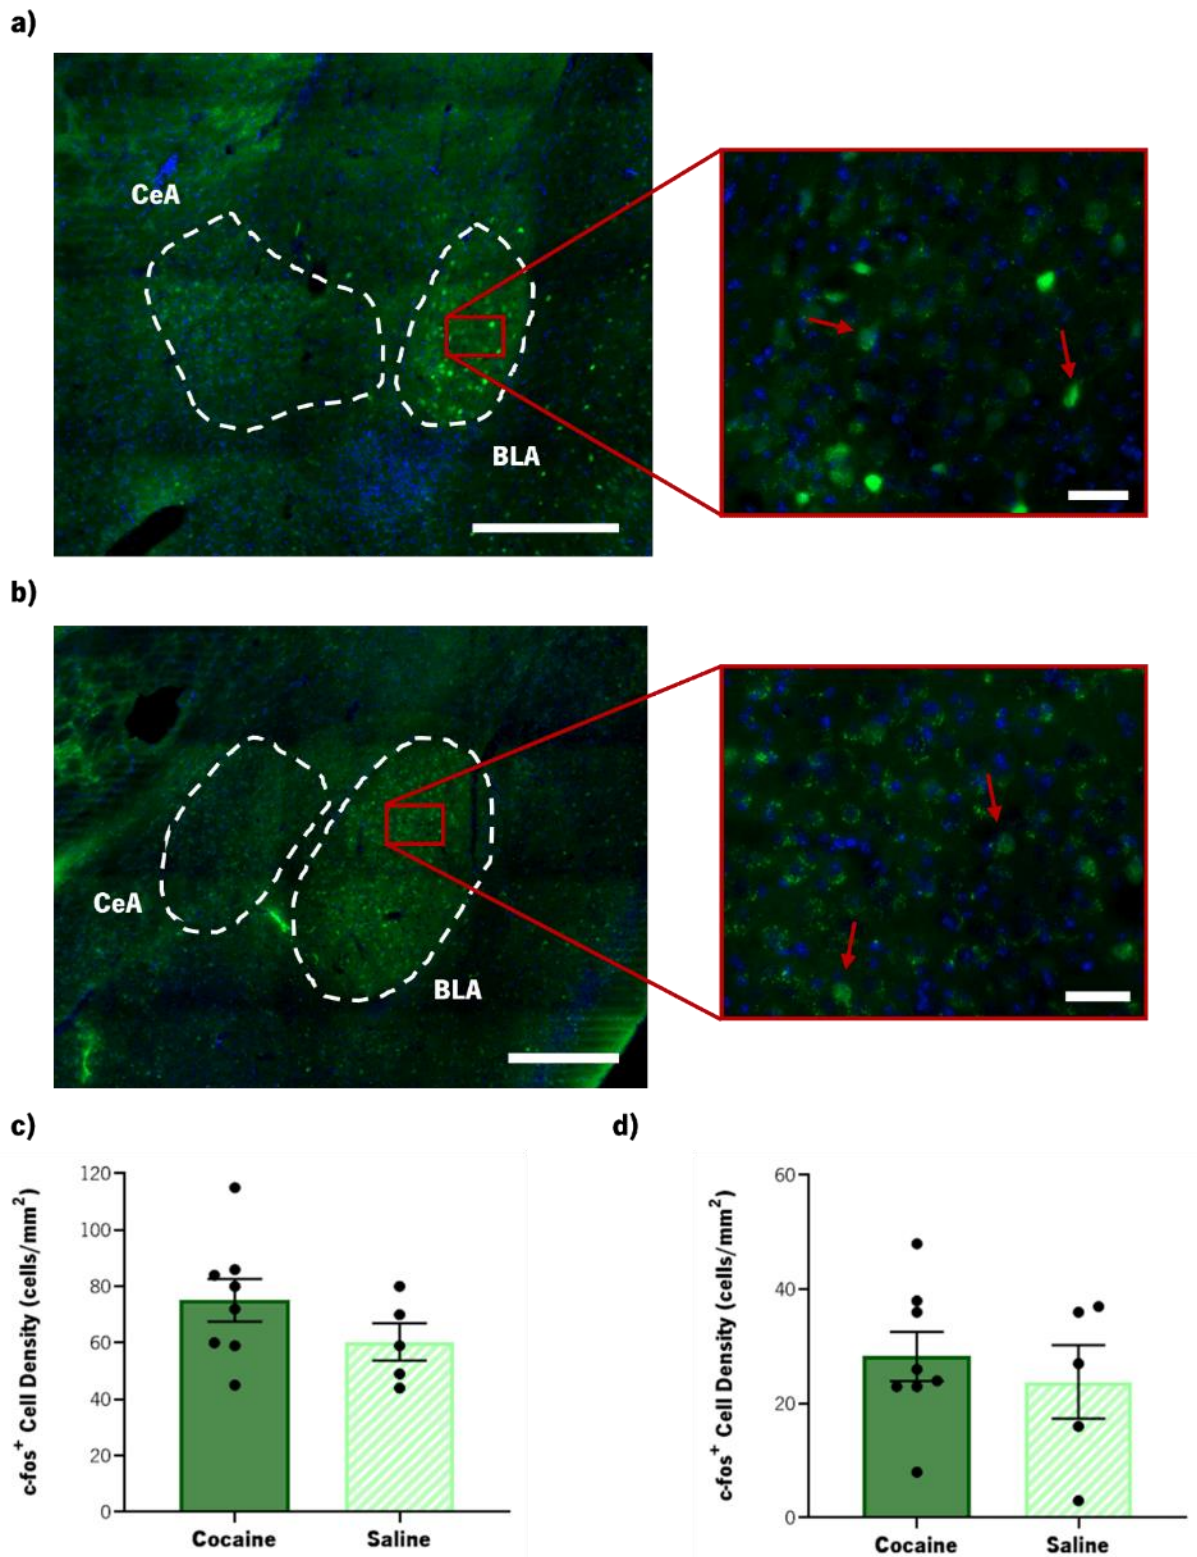 a)
CeA
BLA
b)
CeA
BLA
c)
d)
c-fos⁺ Cell Density (cells/mm²)
120
100
80
60
40
20
0
Cocaine
Saline
c-fos⁺ Cell Density (cells/mm²)
60
40
20
0
Cocaine
Saline